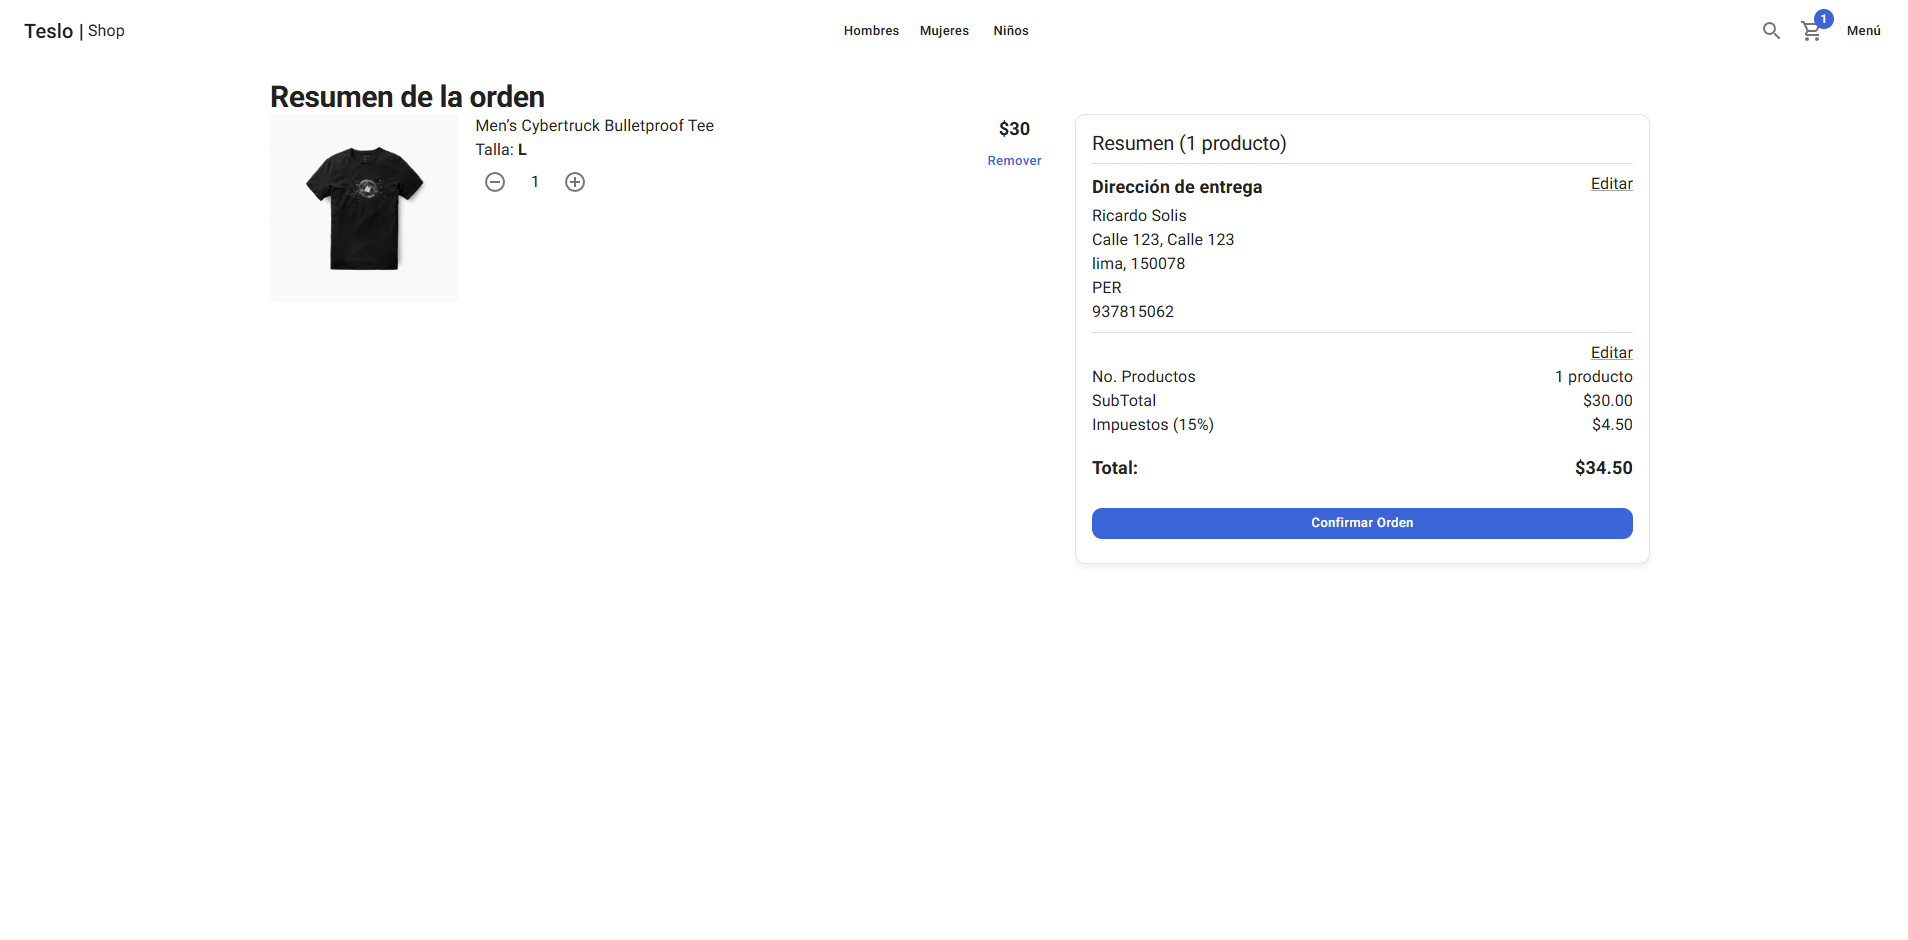 Teslo | Shop
Hombres Mujeres Niños
1
Menú
Resumen de la orden
Men’s Cybertruck Bulletproof Tee
Talla: L
1
$30
Remover
Resumen (1 producto)
Dirección de entrega Editar
Ricardo Solis
Calle 123, Calle 123
lima, 150078
PER
937815062
Editar
No. Productos 1 producto
SubTotal $30.00
Impuestos (15%) $4.50
Total: $34.50
Confirmar Orden